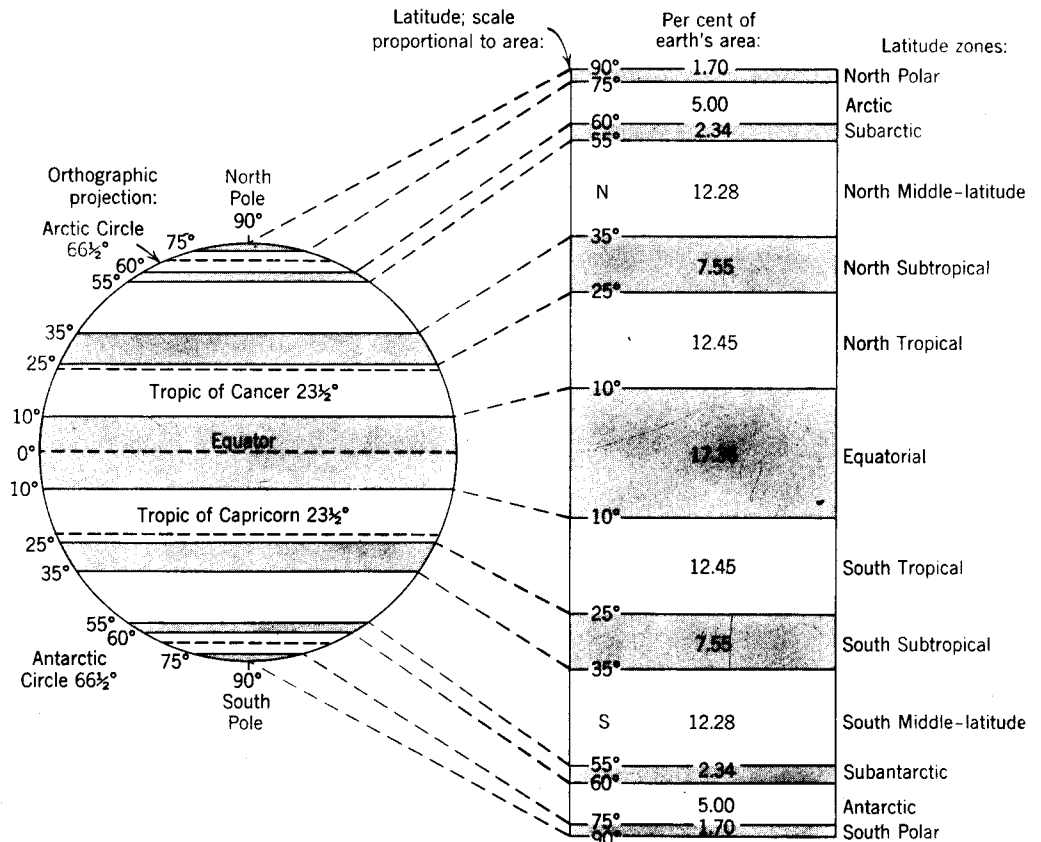 Latitude; scale
proportional to area:
Per cent of
earth's area:
Latitude zones:
90° 1.70 North Polar
75°
5.00 Arctic
60° 2.34 Subarctic
55°
N 12.28 North Middle-latitude
35°
7.55 North Subtropical
25°
12.45 North Tropical
10°
Equatorial
10°
12.45 South Tropical
25°
7.55 South Subtropical
35°
S 12.28 South Middle-latitude
55°
2.34 Subantarctic
60°
5.00 Antarctic
75°
1.70 South Polar
90°
Orthographic
projection:
North
Pole
90°
Arctic Circle
66½°
75°
60°
55°
35°
25°
Tropic of Cancer 23½°
10°
Equator
0°
10°
Tropic of Capricorn 23½°
25°
35°
55°
60°
75°
Antarctic
Circle 66½°
90°
South
Pole